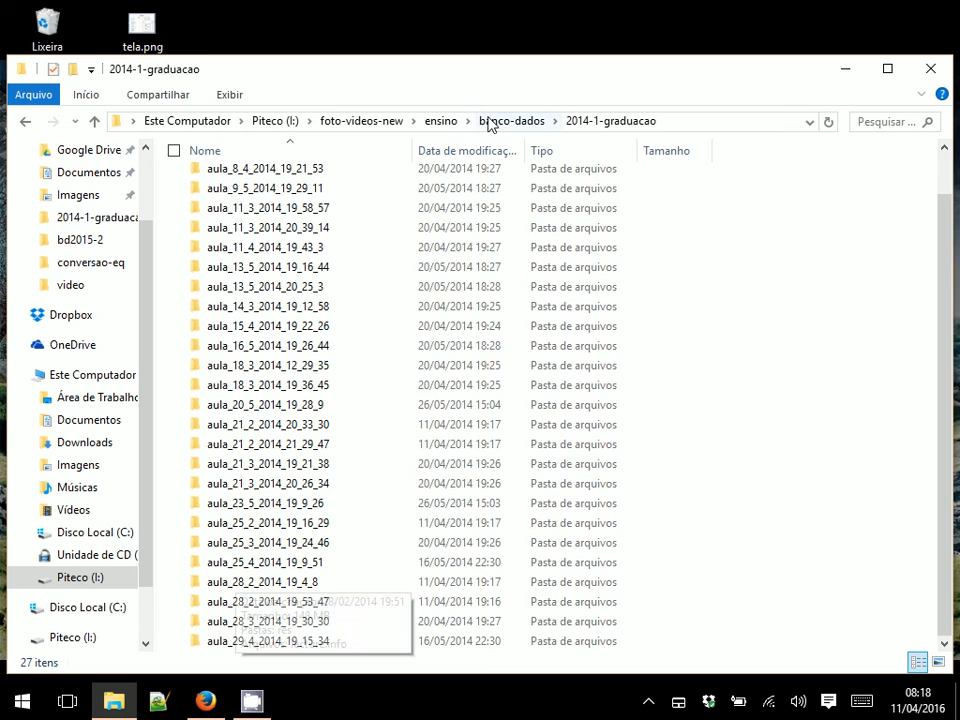 Lixeira
tela.png
2014-1-graduacao
Arquivo Início Compartilhar Exibir
Este Computador Piteco (I:) foto-videos-new ensino banco-dados 2014-1-graduacao Pesquisar ...
Nome Data de modificaç... Tipo Tamanho
Google Drive
Documentos
Imagens
2014-1-graduaca
bd2015-2
conversao-eq
video
Dropbox
OneDrive
Este Computador
Área de Trabalho
Documentos
Downloads
Imagens
Músicas
Vídeos
Disco Local (C:)
Unidade de CD (
Piteco (I:)
Disco Local (C:)
Piteco (I:)
aula_8_4_2014_19_21_53 20/04/2014 19:27 Pasta de arquivos
aula_9_5_2014_19_29_11 20/05/2014 18:27 Pasta de arquivos
aula_11_3_2014_19_58_57 20/04/2014 19:25 Pasta de arquivos
aula_11_3_2014_20_39_14 20/04/2014 19:25 Pasta de arquivos
aula_11_4_2014_19_43_3 20/04/2014 19:27 Pasta de arquivos
aula_13_5_2014_19_16_44 20/05/2014 18:27 Pasta de arquivos
aula_13_5_2014_20_25_3 20/05/2014 18:28 Pasta de arquivos
aula_14_3_2014_19_12_58 20/04/2014 19:25 Pasta de arquivos
aula_15_4_2014_19_22_26 20/04/2014 19:24 Pasta de arquivos
aula_16_5_2014_19_26_44 20/05/2014 18:28 Pasta de arquivos
aula_18_3_2014_12_29_35 20/04/2014 19:25 Pasta de arquivos
aula_18_3_2014_19_36_45 20/04/2014 19:25 Pasta de arquivos
aula_20_5_2014_19_28_9 26/05/2014 15:04 Pasta de arquivos
aula_21_2_2014_20_33_30 11/04/2014 19:17 Pasta de arquivos
aula_21_2_2014_21_29_47 11/04/2014 19:17 Pasta de arquivos
aula_21_3_2014_19_21_38 20/04/2014 19:26 Pasta de arquivos
aula_21_3_2014_20_26_34 20/04/2014 19:26 Pasta de arquivos
aula_23_5_2014_19_9_26 26/05/2014 15:03 Pasta de arquivos
aula_25_2_2014_19_16_29 11/04/2014 19:17 Pasta de arquivos
aula_25_3_2014_19_24_46 20/04/2014 19:26 Pasta de arquivos
aula_25_4_2014_19_9_51 16/05/2014 22:30 Pasta de arquivos
aula_28_2_2014_19_4_8 11/04/2014 19:17 Pasta de arquivos
aula_28_2_2014_19_53_47 11/04/2014 19:16 Pasta de arquivos
aula_28_3_2014_19_30_30 20/04/2014 19:27 Pasta de arquivos
aula_29_4_2014_19_15_34 16/05/2014 22:30 Pasta de arquivos
27 itens
08:18
11/04/2016